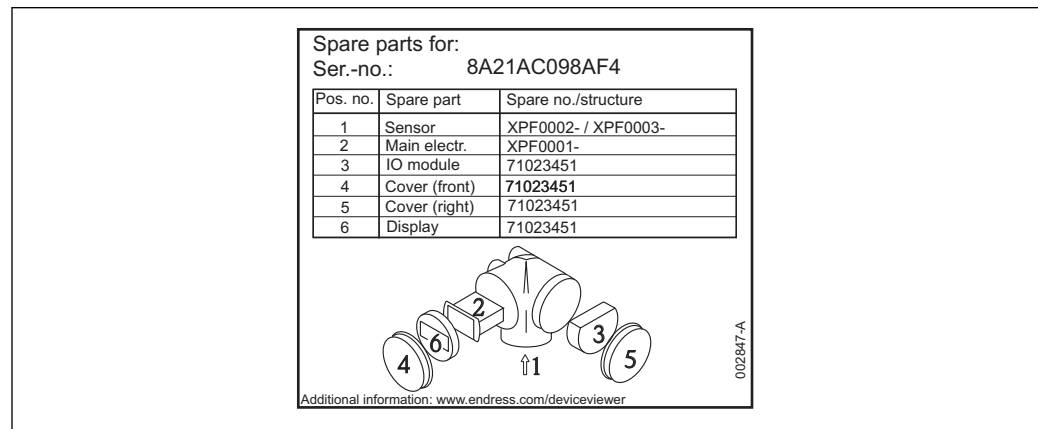 Spare parts for:
Ser.-no.: 8A21AC098AF4
Pos. no. Spare part Spare no./structure
1 Sensor XPF0002- / XPF0003-
2 Main electr. XPF0001-
3 IO module 71023451
4 Cover (front) 71023451
5 Cover (right) 71023451
6 Display 71023451
2
6
3
4
⇧1
5
002847-A
Additional information: www.endress.com/deviceviewer